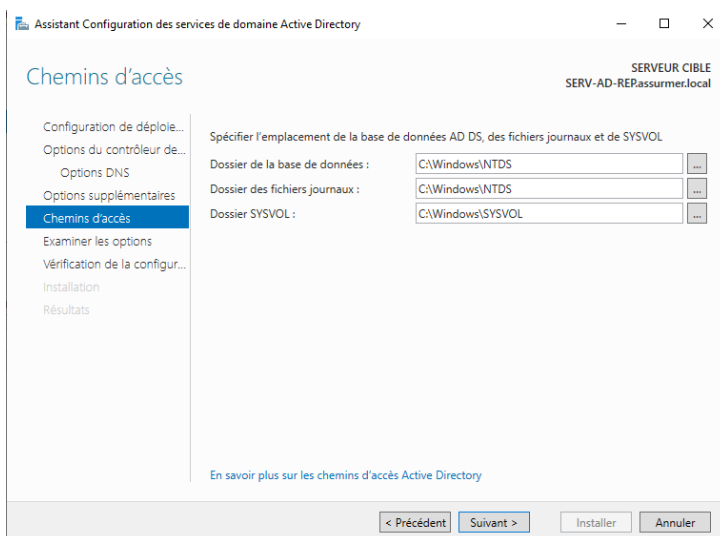 Assistant Configuration des services de domaine Active Directory
Chemins d'accès
SERVEUR CIBLE
SERV-AD-REP.assurmer.local
Configuration de déploie...
Options du contrôleur de...
Options DNS
Options supplémentaires
Chemins d'accès
Examiner les options
Vérification de la configur...
Installation
Résultats
Spécifier l'emplacement de la base de données AD DS, des fichiers journaux et de SYSVOL
Dossier de la base de données : C:\Windows\NTDS ...
Dossier des fichiers journaux : C:\Windows\NTDS ...
Dossier SYSVOL : C:\Windows\SYSVOL ...
En savoir plus sur les chemins d'accès Active Directory
< Précédent Suivant > Installer Annuler